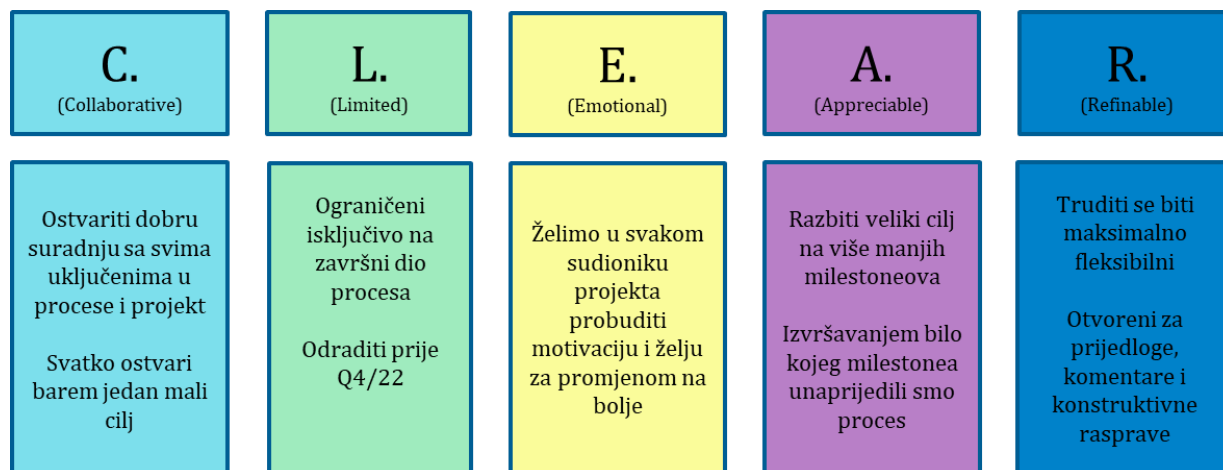 C.
(Collaborative)
L.
(Limited)
E.
(Emotional)
A.
(Appreciable)
R.
(Refinable)
Ostvariti dobru
suradnju sa svima
uključenima u
procese i projekt
Svatko ostvari
barem jedan mali
cilj
Ograničeni
isključivo na
završni dio
procesa
Odraditi prije
Q4/22
Želimo u svakom
sudioniku
projekta
probuditi
motivaciju i želju
za promjenom na
bolje
Razbiti veliki cilj
na više manjih
milestoneova
Izvršavanjem bilo
kojeg milestonea
unaprijedili smo
proces
Truditi se biti
maksimalno
fleksibilni
Otvoreni za
prijedloge,
komentare i
konstruktivne
rasprave